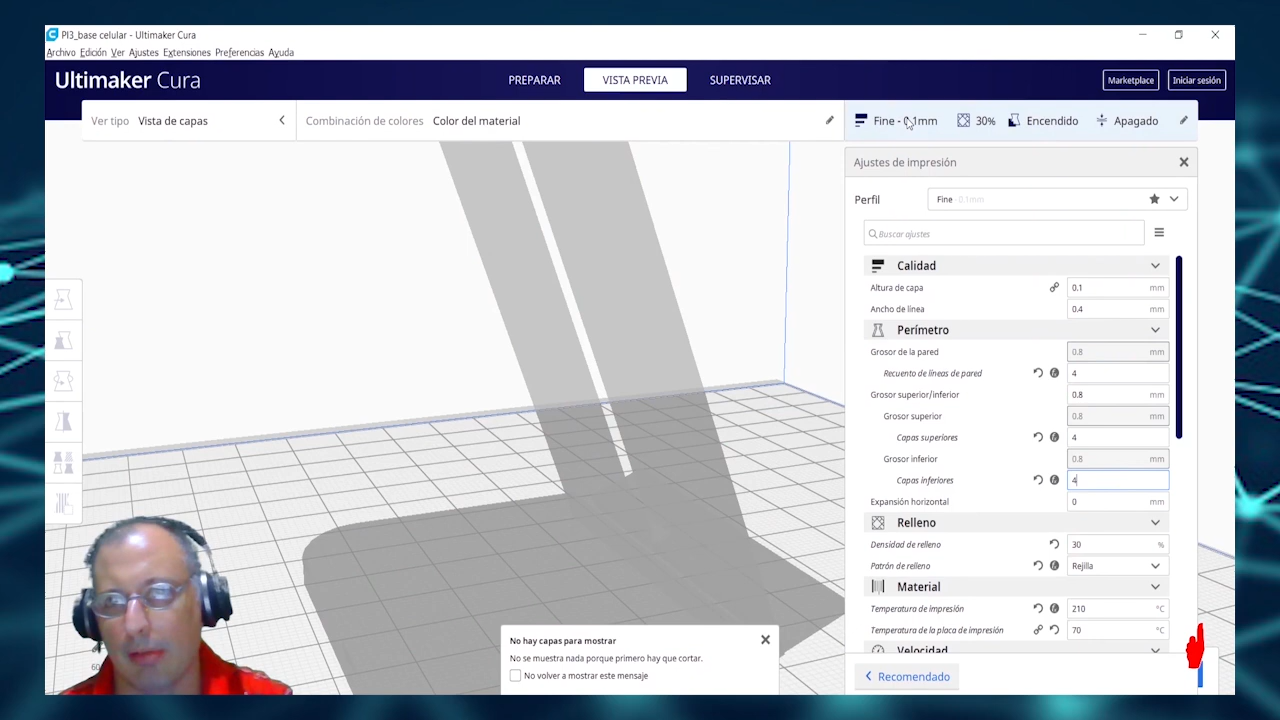 PI3_base celular - Ultimaker Cura
Archivo Edición Ver Ajustes Extensiones Preferencias Ayuda
Ultimaker Cura
PREPARAR VISTA PREVIA SUPERVISAR
Marketplace Iniciar sesión
Ver tipo Vista de capas Combinación de colores Color del material
Fine - 0.1mm 30% Encendido Apagado
Ajustes de impresión
Perfil Fine - 0.1mm
Buscar ajustes
Calidad
Altura de capa 0.1 mm
Ancho de línea 0.4 mm
Perímetro
Grosor de la pared 0.8 mm
Recuento de líneas de pared 4
Grosor superior/inferior 0.8 mm
Grosor superior 0.8 mm
Capas superiores 4
Grosor inferior 0.8 mm
Capas inferiores 4
Expansión horizontal 0 mm
Relleno
Densidad de relleno 30 %
Patrón de relleno Rejilla
Material
Temperatura de impresión 210 °C
Temperatura de la placa de impresión 70 °C
Velocidad
Recomendado
No hay capas para mostrar
No se muestra nada porque primero hay que cortar.
No volver a mostrar este mensaje